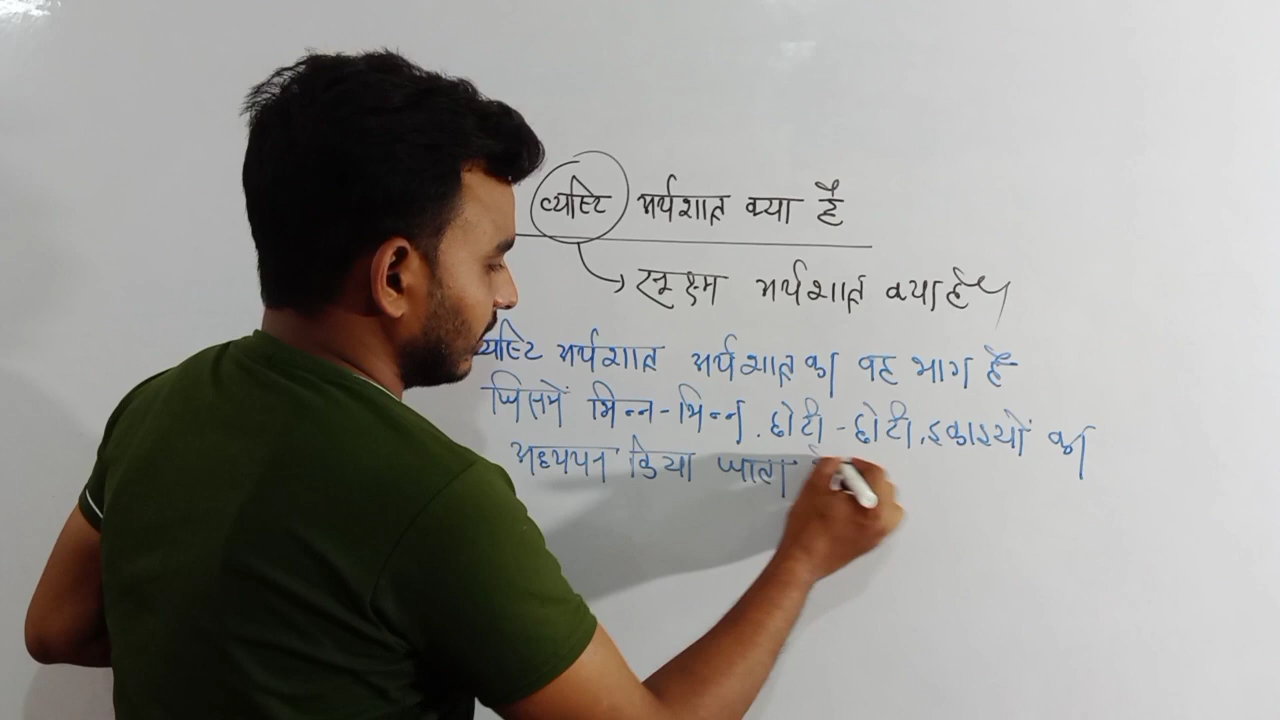 व्यष्टि अर्थशास्त्र क्या है
सूक्ष्म अर्थशास्त्र क्या है
व्यष्टि अर्थशास्त्र अर्थशास्त्र का वह भाग है
जिसमें भिन्न-भिन्न, छोटी-छोटी, इकाइयों का
अध्ययन किया जाता